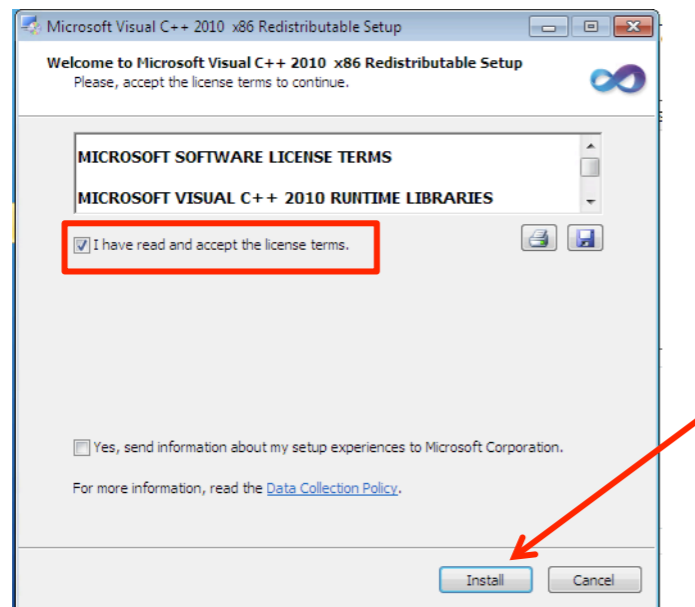 Microsoft Visual C++ 2010 x86 Redistributable Setup
Welcome to Microsoft Visual C++ 2010 x86 Redistributable Setup
Please, accept the license terms to continue.
MICROSOFT SOFTWARE LICENSE TERMS
MICROSOFT VISUAL C++ 2010 RUNTIME LIBRARIES
I have read and accept the license terms.
Yes, send information about my setup experiences to Microsoft Corporation.
For more information, read the Data Collection Policy.
Install Cancel